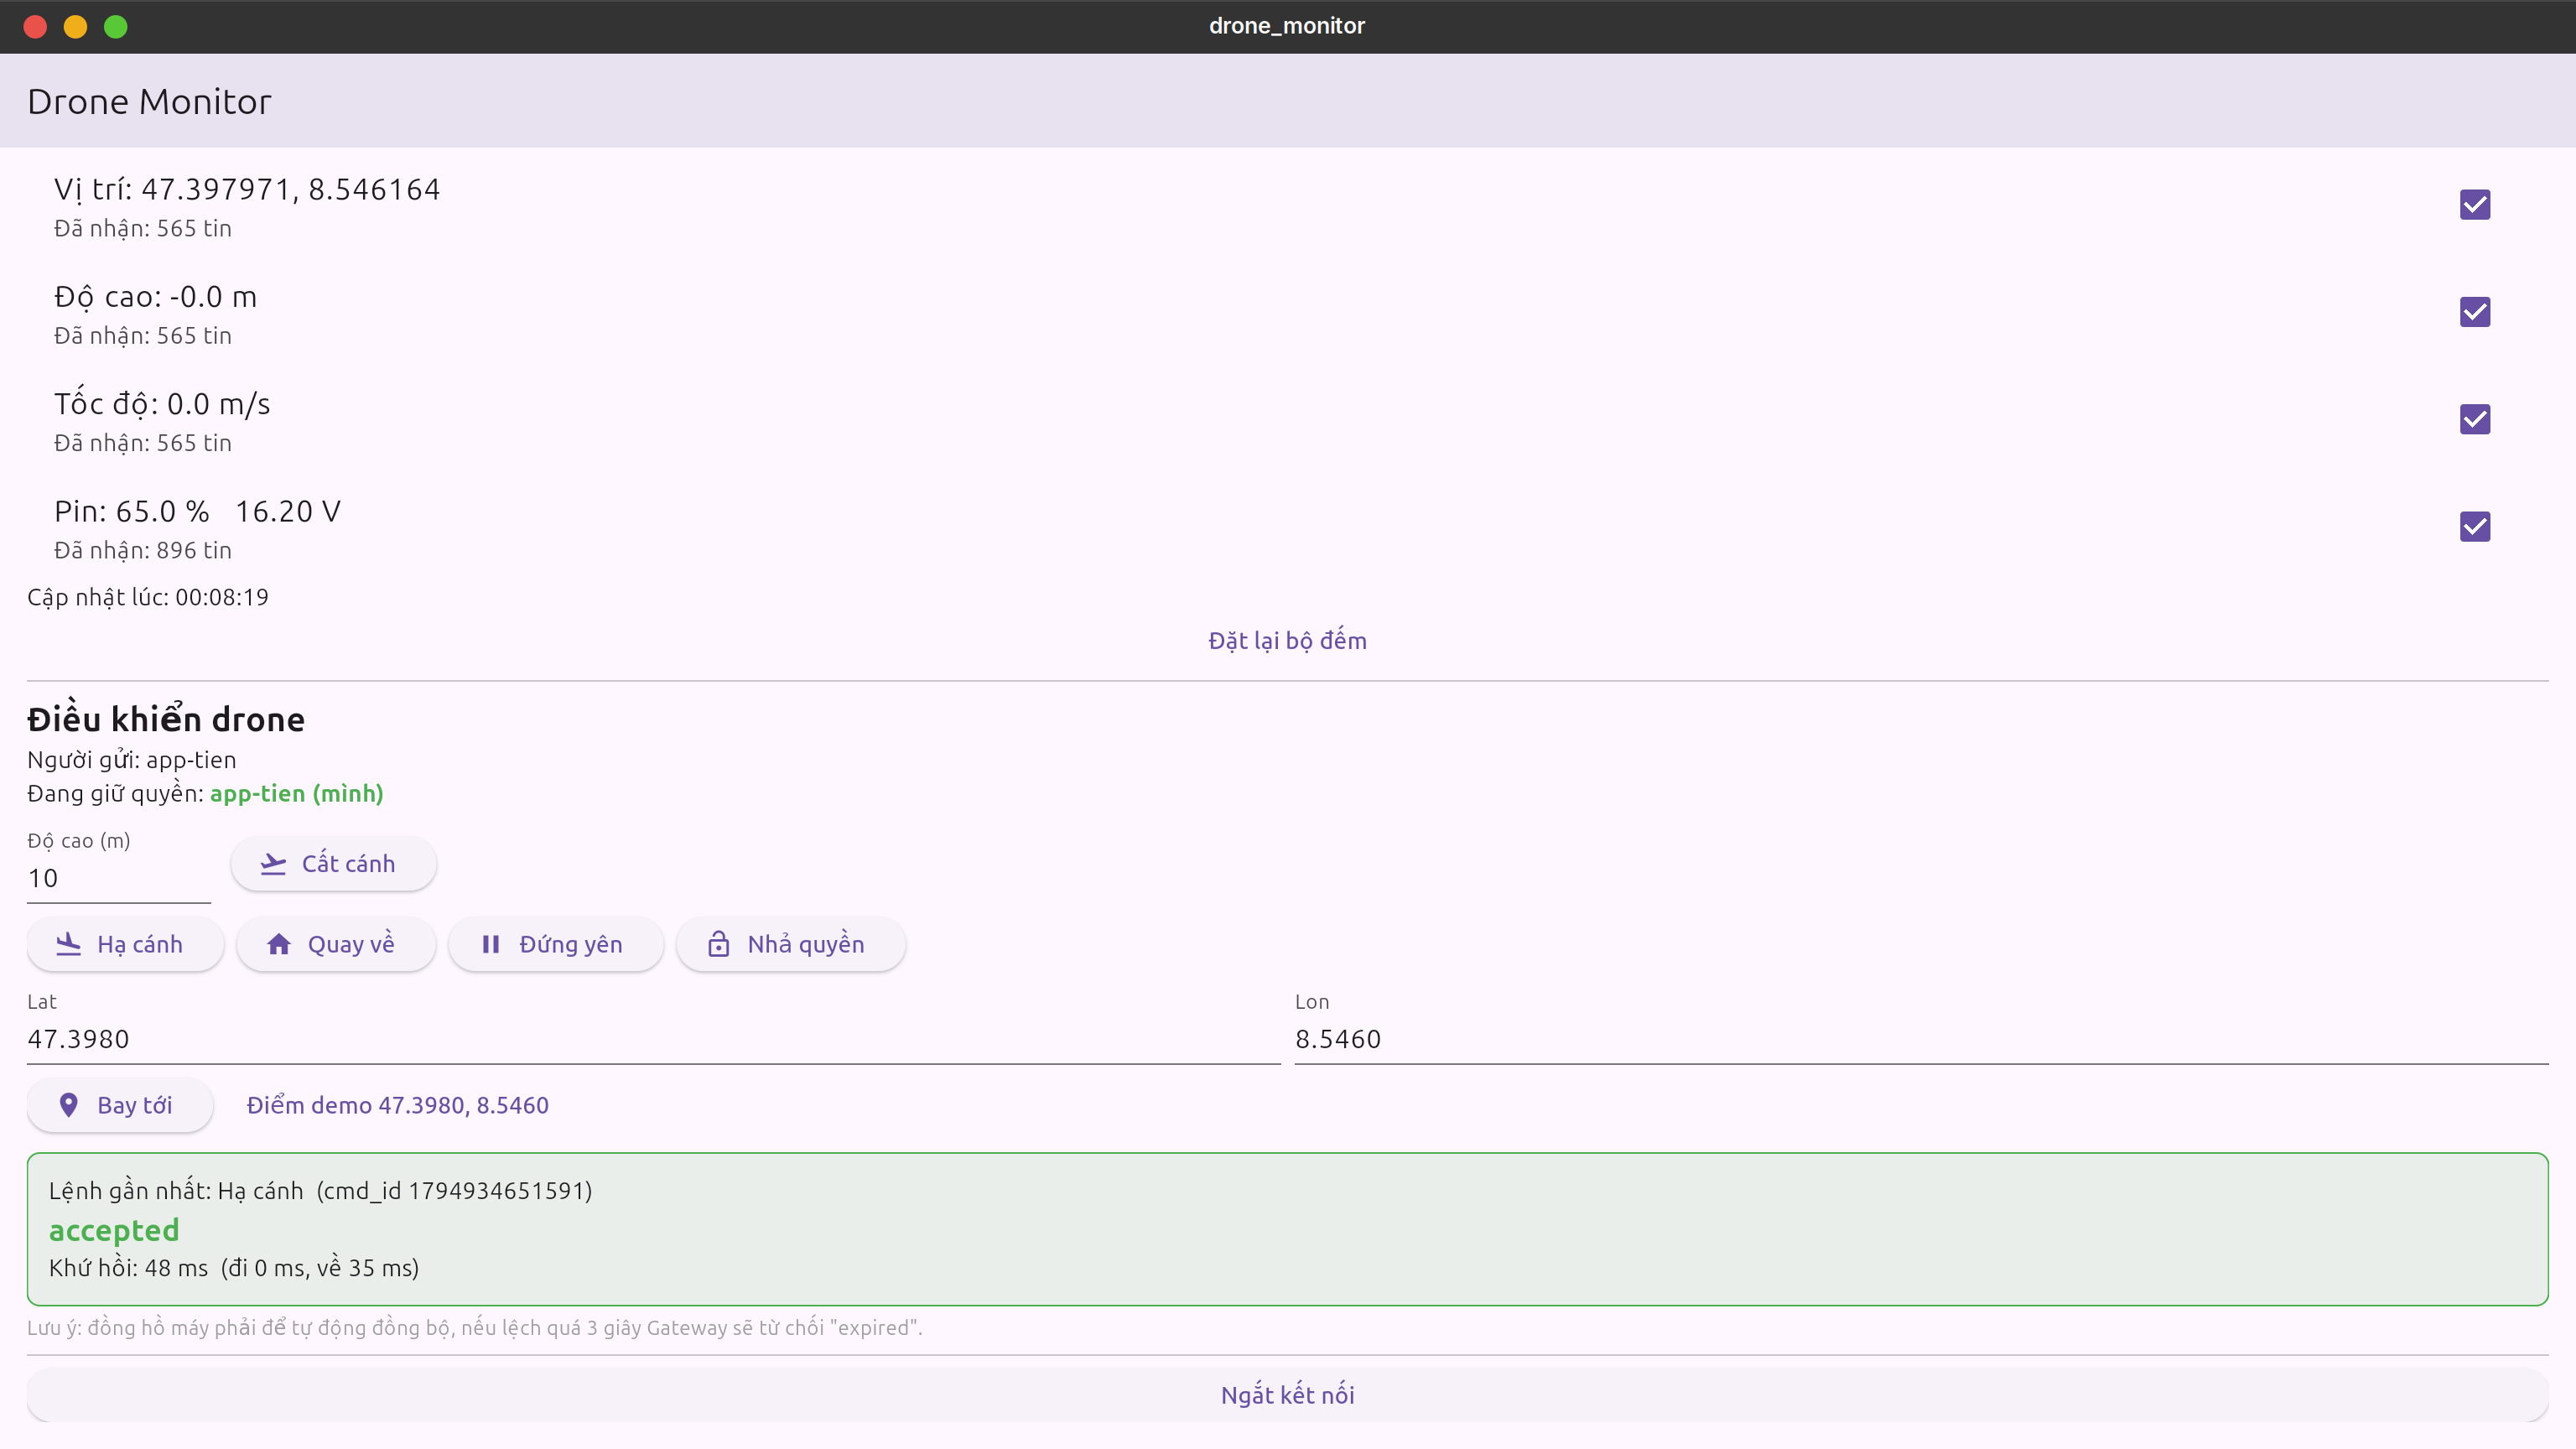 drone_monitor
Drone Monitor
Vị trí: 47.397971, 8.546164
Đã nhận: 565 tin
Độ cao: -0.0 m
Đã nhận: 565 tin
Tốc độ: 0.0 m/s
Đã nhận: 565 tin
Pin: 65.0 %   16.20 V
Đã nhận: 896 tin
Cập nhật lúc: 00:08:19
Đặt lại bộ đếm
Điều khiển drone
Người gửi: app-tien
Đang giữ quyền: app-tien (mình)
Độ cao (m)
10
Cất cánh
Hạ cánh
Quay về
Đứng yên
Nhả quyền
Lat
47.3980
Lon
8.5460
Bay tới
Điểm demo 47.3980, 8.5460
Lệnh gần nhất: Hạ cánh  (cmd_id 1794934651591)
accepted
Khứ hồi: 48 ms  (đi 0 ms, về 35 ms)
Lưu ý: đồng hồ máy phải để tự động đồng bộ, nếu lệch quá 3 giây Gateway sẽ từ chối "expired".
Ngắt kết nối